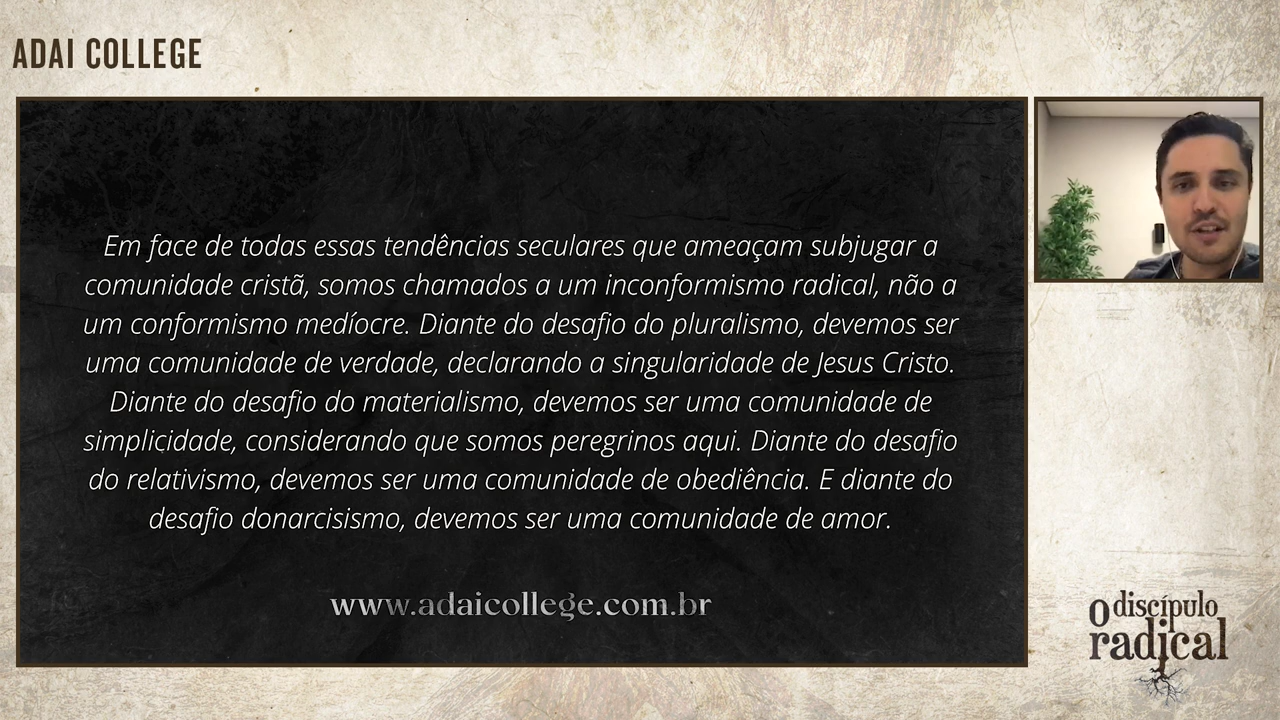 ADAI COLLEGE
Em face de todas essas tendências seculares que ameaçam subjugar a
comunidade cristã, somos chamados a um inconformismo radical, não a
um conformismo medíocre. Diante do desafio do pluralismo, devemos ser
uma comunidade de verdade, declarando a singularidade de Jesus Cristo.
Diante do desafio do materialismo, devemos ser uma comunidade de
simplicidade, considerando que somos peregrinos aqui. Diante do desafio
do relativismo, devemos ser uma comunidade de obediência. E diante do
desafio donarcisismo, devemos ser uma comunidade de amor.
www.adaicollege.com.br
o discípulo
radical